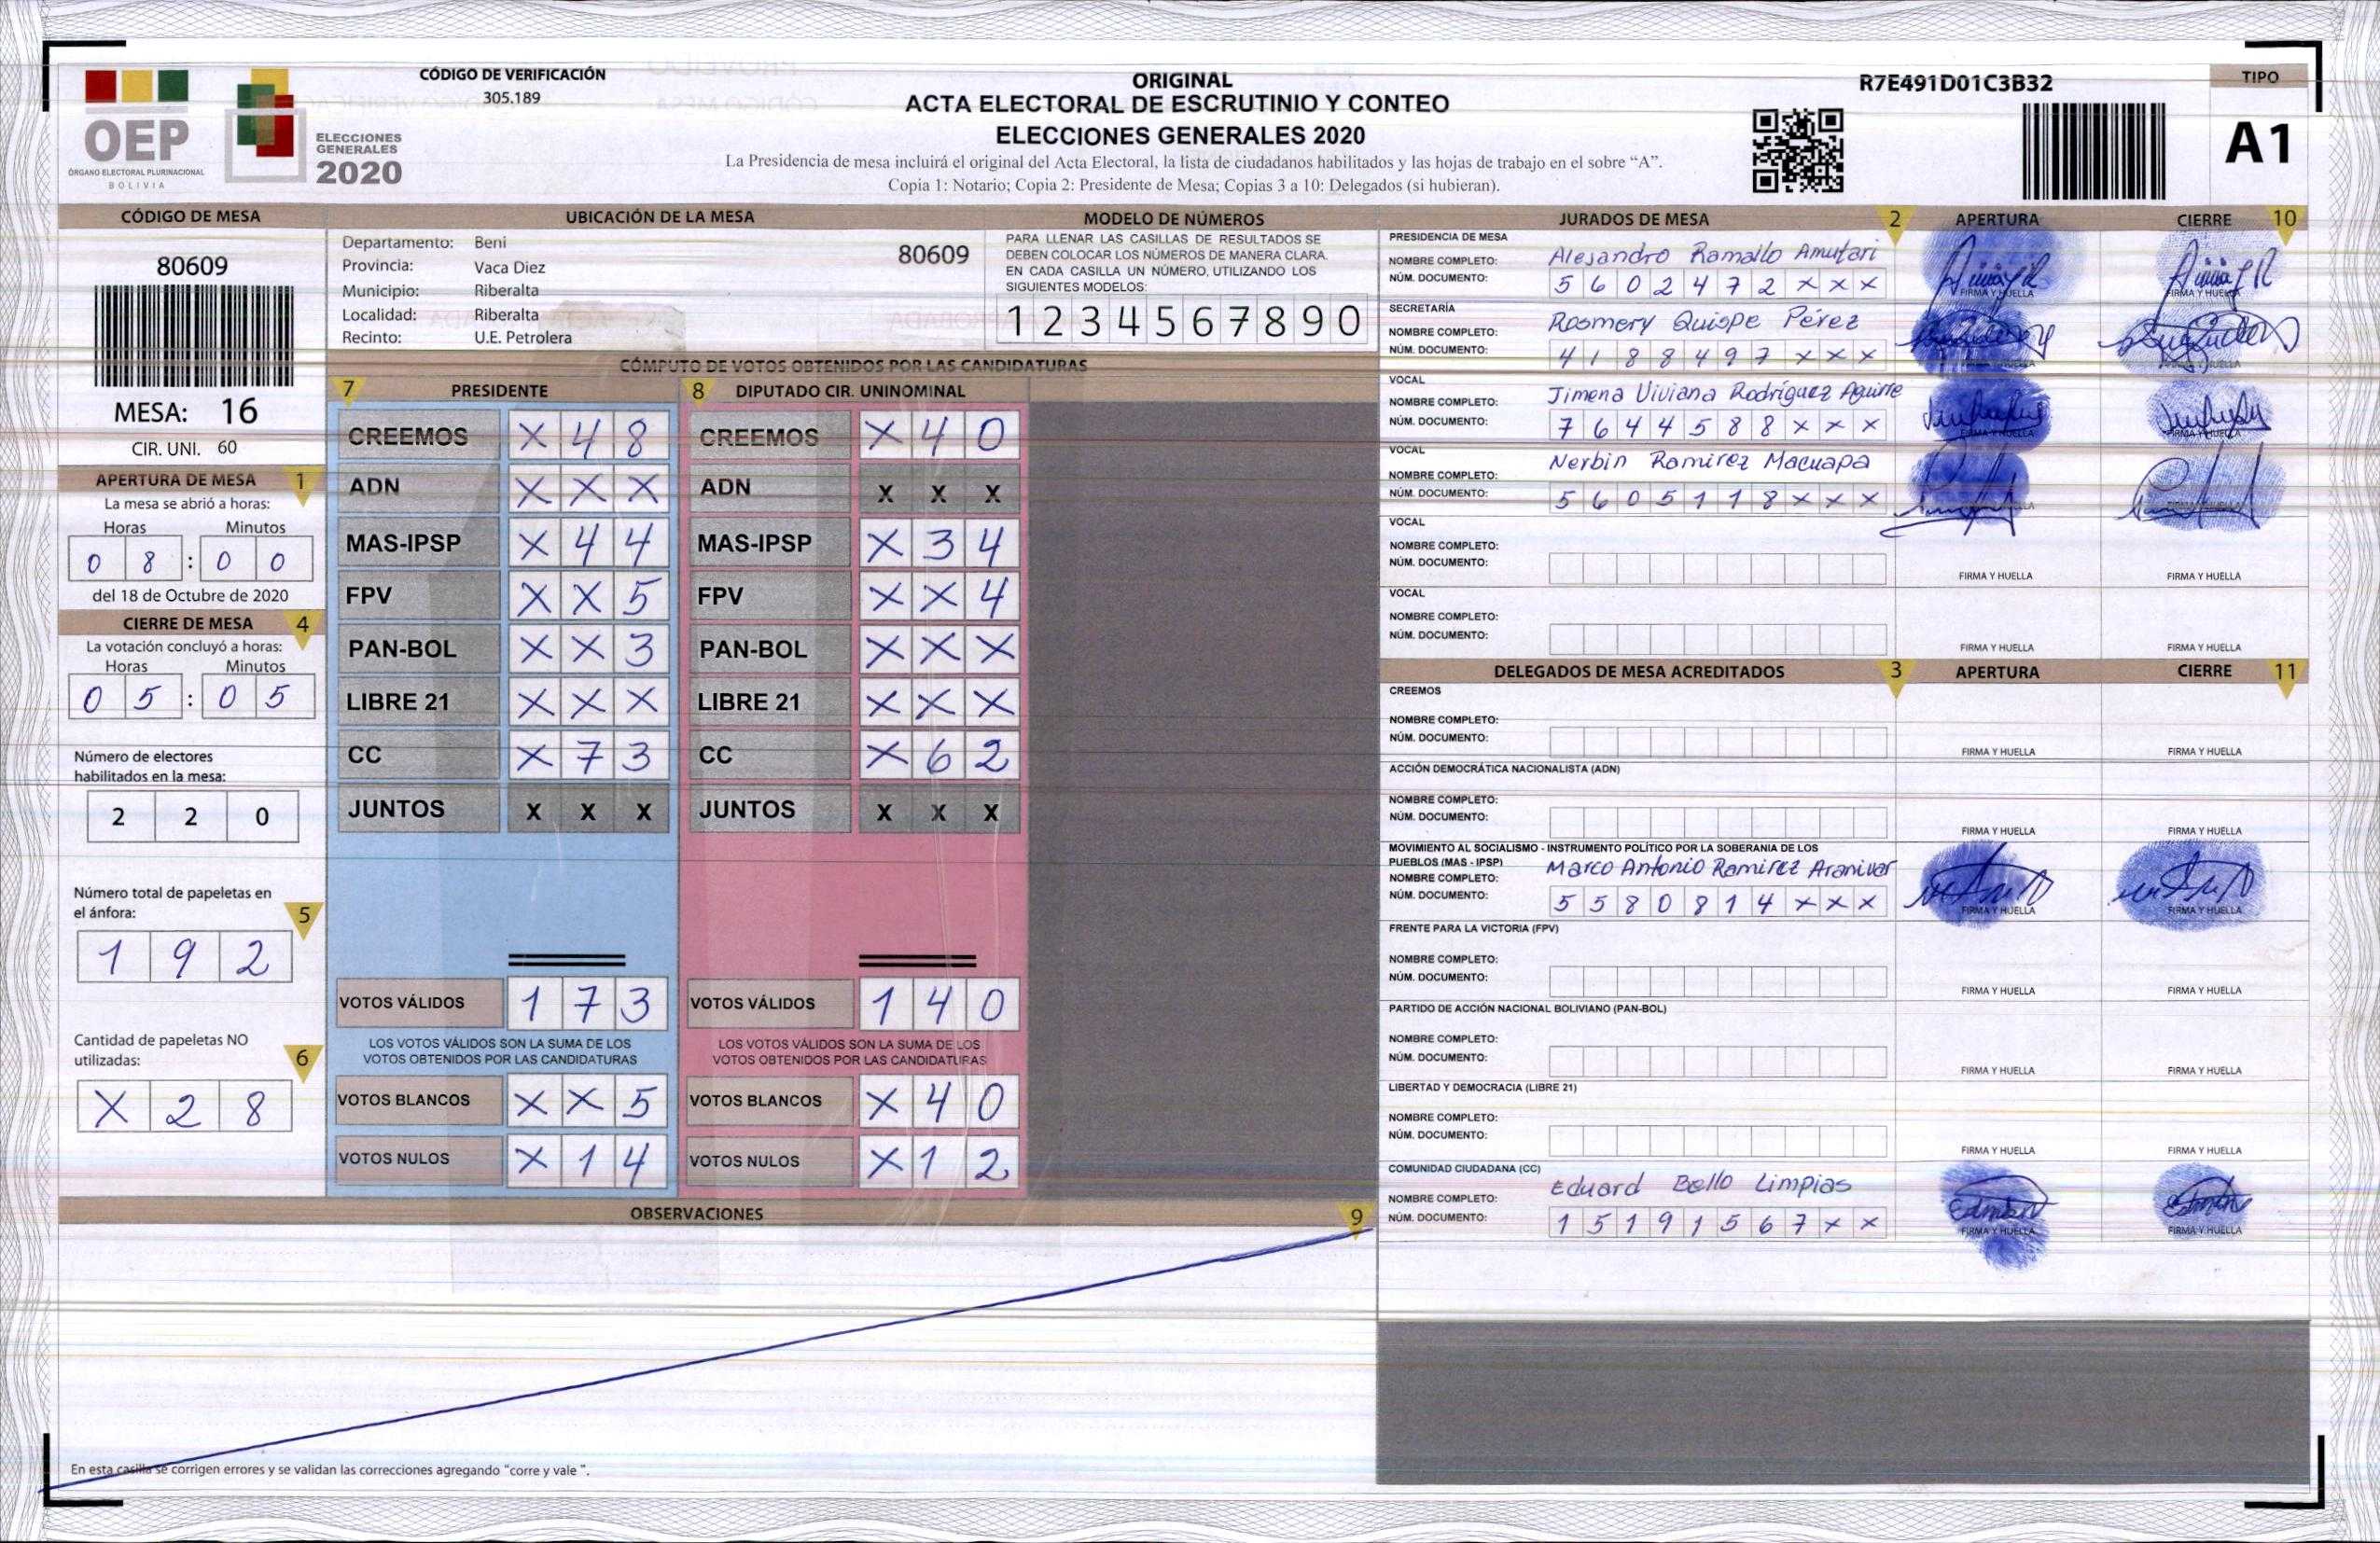 CÓDIGO DE VERIFICACIÓN
305.189
OEP
ÓRGANO ELECTORAL PLURINACIONAL
BOLIVIA
ELECCIONES
GENERALES
2020
ORIGINAL
ACTA ELECTORAL DE ESCRUTINIO Y CONTEO
ELECCIONES GENERALES 2020
La Presidencia de mesa incluirá el original del Acta Electoral, la lista de ciudadanos habilitados y las hojas de trabajo en el sobre “A”.
Copia 1: Notario; Copia 2: Presidente de Mesa; Copias 3 a 10: Delegados (si hubieran).
R7E491D01C3B32
TIPO
A1
CÓDIGO DE MESA
80609
MESA: 16
CIR. UNI. 60
APERTURA DE MESA 1
La mesa se abrió a horas:
Horas Minutos
0 8 : 0 0
del 18 de Octubre de 2020
CIERRE DE MESA 4
La votación concluyó a horas:
Horas Minutos
0 5 : 0 5
Número de electores
habilitados en la mesa:
2 2 0
Número total de papeletas en
el ánfora: 5
1 9 2
Cantidad de papeletas NO
utilizadas: 6
X 2 8
UBICACIÓN DE LA MESA
Departamento: Beni
Provincia: Vaca Diez
Municipio: Riberalta
Localidad: Riberalta
Recinto: U.E. Petrolera
80609
MODELO DE NÚMEROS
PARA LLENAR LAS CASILLAS DE RESULTADOS SE
DEBEN COLOCAR LOS NÚMEROS DE MANERA CLARA.
EN CADA CASILLA UN NÚMERO, UTILIZANDO LOS
SIGUIENTES MODELOS:
1 2 3 4 5 6 7 8 9 0
CÓMPUTO DE VOTOS OBTENIDOS POR LAS CANDIDATURAS
7 PRESIDENTE
CREEMOS X 4 8
ADN X X X
MAS-IPSP X 4 4
FPV X X 5
PAN-BOL X X 3
LIBRE 21 X X X
CC X 7 3
JUNTOS X X X
VOTOS VÁLIDOS 1 7 3
LOS VOTOS VÁLIDOS SON LA SUMA DE LOS
VOTOS OBTENIDOS POR LAS CANDIDATURAS
VOTOS BLANCOS X X 5
VOTOS NULOS X 1 4
8 DIPUTADO CIR. UNINOMINAL
CREEMOS X 4 0
ADN X X X
MAS-IPSP X 3 4
FPV X X 4
PAN-BOL X X X
LIBRE 21 X X X
CC X 6 2
JUNTOS X X X
VOTOS VÁLIDOS 1 4 0
LOS VOTOS VÁLIDOS SON LA SUMA DE LOS
VOTOS OBTENIDOS POR LAS CANDIDATURAS
VOTOS BLANCOS X 4 0
VOTOS NULOS X 1 2
OBSERVACIONES 9
En esta casilla se corrigen errores y se validan las correcciones agregando “corre y vale ”.
JURADOS DE MESA 2 APERTURA CIERRE 10
PRESIDENCIA DE MESA
NOMBRE COMPLETO: Alejandro Ramallo Amutari
NÚM. DOCUMENTO: 5 6 0 2 4 7 2 X X X
FIRMA Y HUELLA FIRMA Y HUELLA
SECRETARÍA
NOMBRE COMPLETO: Rosmery Quispe Pérez
NÚM. DOCUMENTO: 4 1 8 8 4 9 7 X X X
FIRMA Y HUELLA FIRMA Y HUELLA
VOCAL
NOMBRE COMPLETO: Jimena Viviana Rodríguez Aguirre
NÚM. DOCUMENTO: 7 6 4 4 5 8 8 X X X
FIRMA Y HUELLA FIRMA Y HUELLA
VOCAL
NOMBRE COMPLETO: Nerbin Ramirez Macuapa
NÚM. DOCUMENTO: 5 6 0 5 1 1 8 X X X
FIRMA Y HUELLA FIRMA Y HUELLA
VOCAL
NOMBRE COMPLETO:
NÚM. DOCUMENTO:
FIRMA Y HUELLA FIRMA Y HUELLA
VOCAL
NOMBRE COMPLETO:
NÚM. DOCUMENTO:
FIRMA Y HUELLA FIRMA Y HUELLA
DELEGADOS DE MESA ACREDITADOS 3 APERTURA CIERRE 11
CREEMOS
NOMBRE COMPLETO:
NÚM. DOCUMENTO:
FIRMA Y HUELLA FIRMA Y HUELLA
ACCIÓN DEMOCRÁTICA NACIONALISTA (ADN)
NOMBRE COMPLETO:
NÚM. DOCUMENTO:
FIRMA Y HUELLA FIRMA Y HUELLA
MOVIMIENTO AL SOCIALISMO - INSTRUMENTO POLÍTICO POR LA SOBERANIA DE LOS
PUEBLOS (MAS - IPSP)
NOMBRE COMPLETO: Marco Antonio Ramirez Aranivar
NÚM. DOCUMENTO: 5 5 8 0 8 1 4 X X X
FIRMA Y HUELLA FIRMA Y HUELLA
FRENTE PARA LA VICTORIA (FPV)
NOMBRE COMPLETO:
NÚM. DOCUMENTO:
FIRMA Y HUELLA FIRMA Y HUELLA
PARTIDO DE ACCIÓN NACIONAL BOLIVIANO (PAN-BOL)
NOMBRE COMPLETO:
NÚM. DOCUMENTO:
FIRMA Y HUELLA FIRMA Y HUELLA
LIBERTAD Y DEMOCRACIA (LIBRE 21)
NOMBRE COMPLETO:
NÚM. DOCUMENTO:
FIRMA Y HUELLA FIRMA Y HUELLA
COMUNIDAD CIUDADANA (CC)
NOMBRE COMPLETO: Eduard Bello Limpias
NÚM. DOCUMENTO: 1 5 1 9 1 5 6 7 X X
FIRMA Y HUELLA FIRMA Y HUELLA